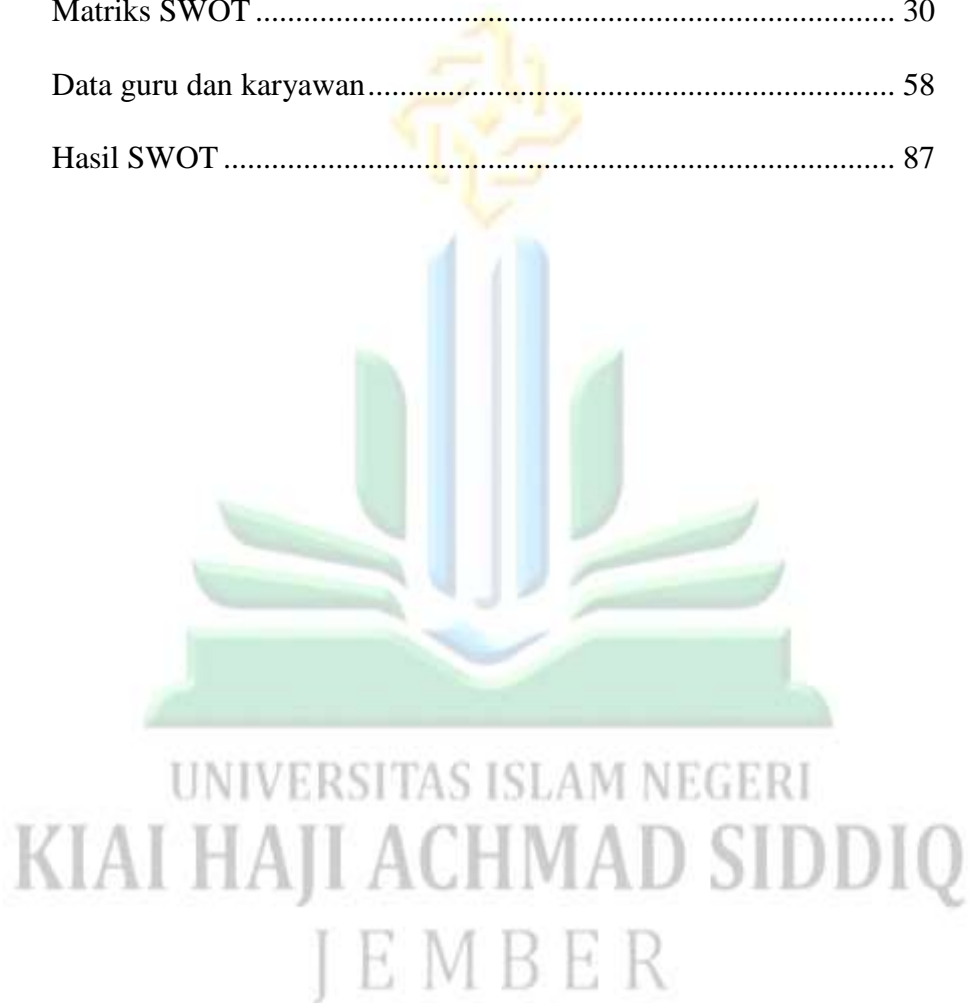 Matriks SWOT ................................................................................ 30
Data guru dan karyawan.................................................................. 58
Hasil SWOT .................................................................................... 87
UNIVERSITAS ISLAM NEGERI
KIAI HAJI ACHMAD SIDDIQ
JEMBER